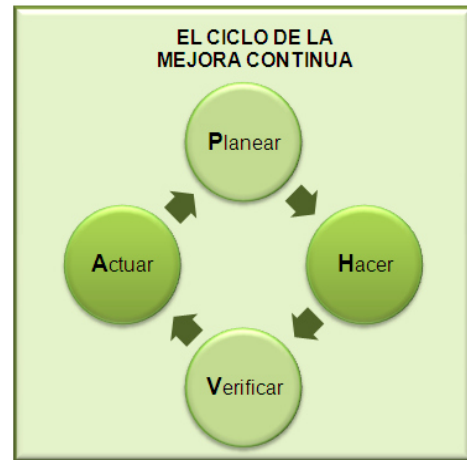 EL CICLO DE LA
MEJORA CONTINUA
Planear
Actuar
Hacer
Verificar